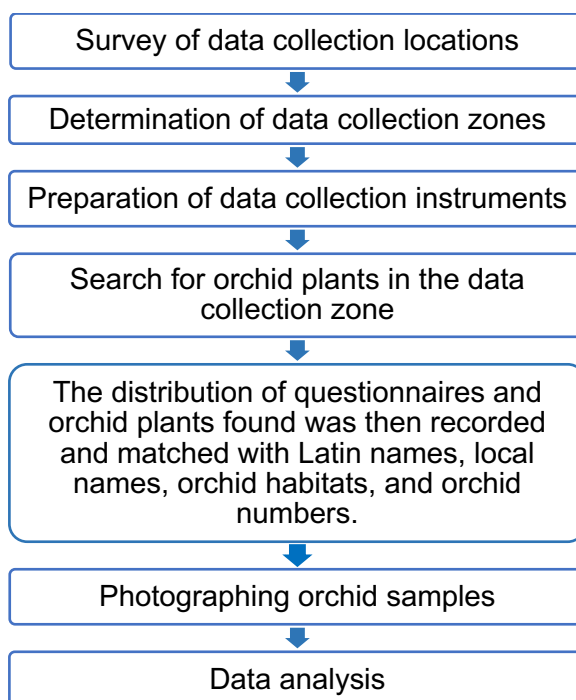 Survey of data collection locations
Determination of data collection zones
Preparation of data collection instruments
Search for orchid plants in the data
collection zone
The distribution of questionnaires and
orchid plants found was then recorded
and matched with Latin names, local
names, orchid habitats, and orchid
numbers.
Photographing orchid samples
Data analysis